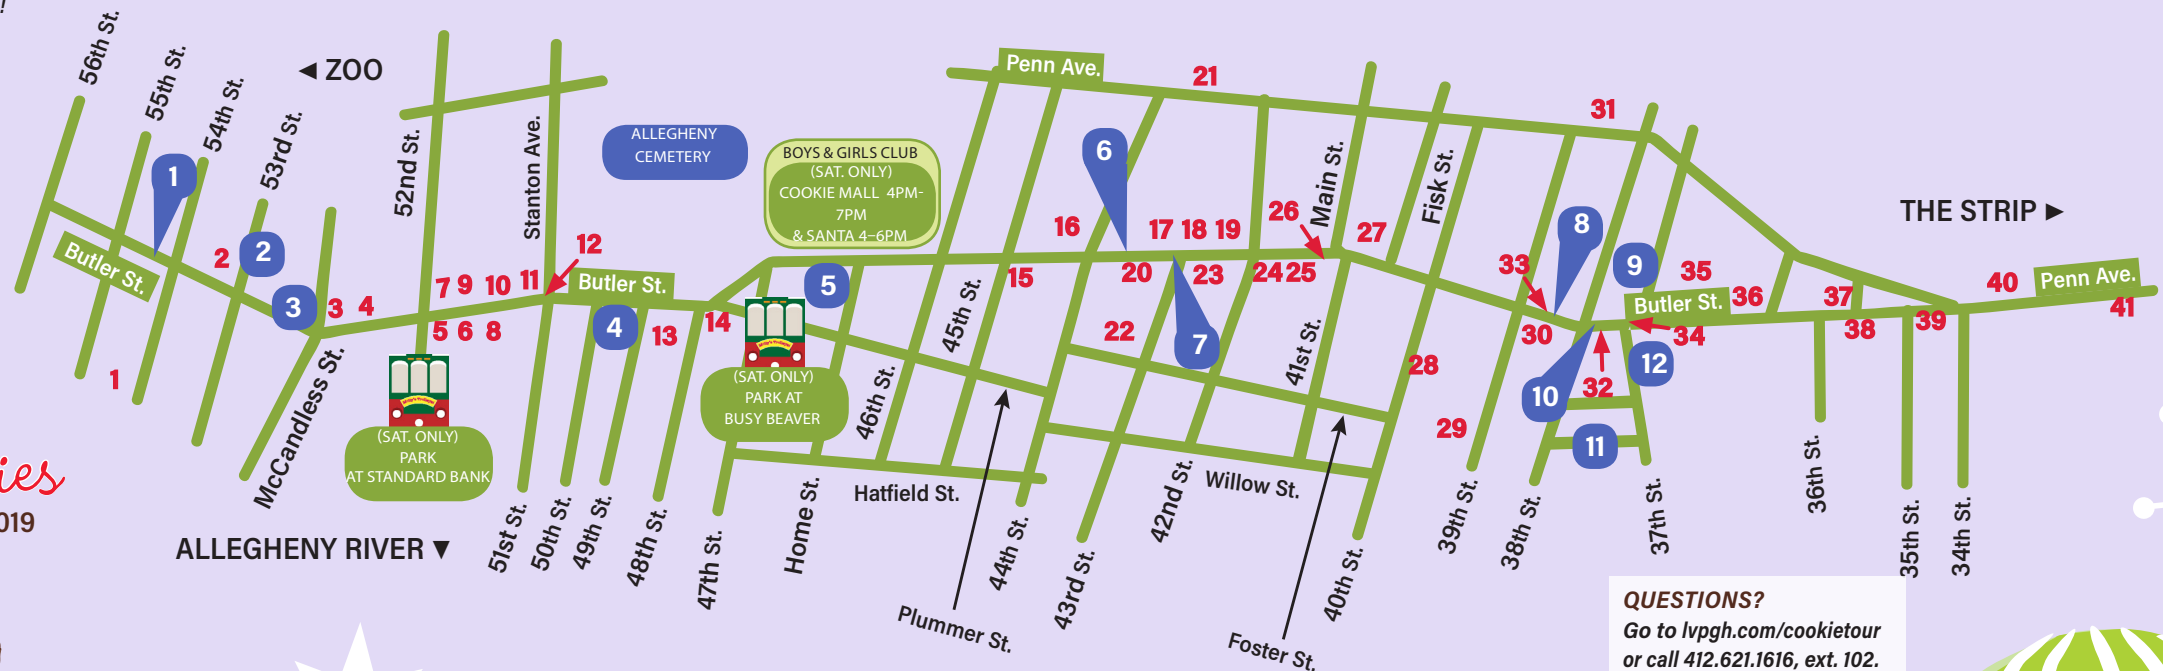 !
56th St.
55th St.
54th St.
53rd St.
◄ ZOO
52nd St.
Stanton Ave.
ALLEGHENY
CEMETERY
BOYS & GIRLS CLUB
(SAT. ONLY)
COOKIE MALL 4PM-
7PM
& SANTA 4–6PM
Penn Ave.
21
31
Main St.
Fisk St.
THE STRIP ►
1
2
2
3
3
4
Butler St.
1
7
9
10
11
12
5
6
8
Butler St.
4
13
14
5
6
16
15
17
18
19
20
23
24
25
26
27
22
7
28
29
33
8
9
30
10
32
34
12
11
35
Butler St.
36
37
38
39
40
Penn Ave.
41
(SAT. ONLY)
PARK
AT STANDARD BANK
(SAT. ONLY)
PARK AT
BUSY BEAVER
McCandless St.
51st St.
50th St.
49th St.
48th St.
47th St.
Home St.
46th St.
45th St.
44th St.
43rd St.
42nd St.
41st St.
40th St.
39th St.
38th St.
37th St.
36th St.
35th St.
34th St.
Hatfield St.
Willow St.
Plummer St.
Foster St.
ies
019
ALLEGHENY RIVER ▼
QUESTIONS?
Go to lvpgh.com/cookietour
or call 412.621.1616, ext. 102.